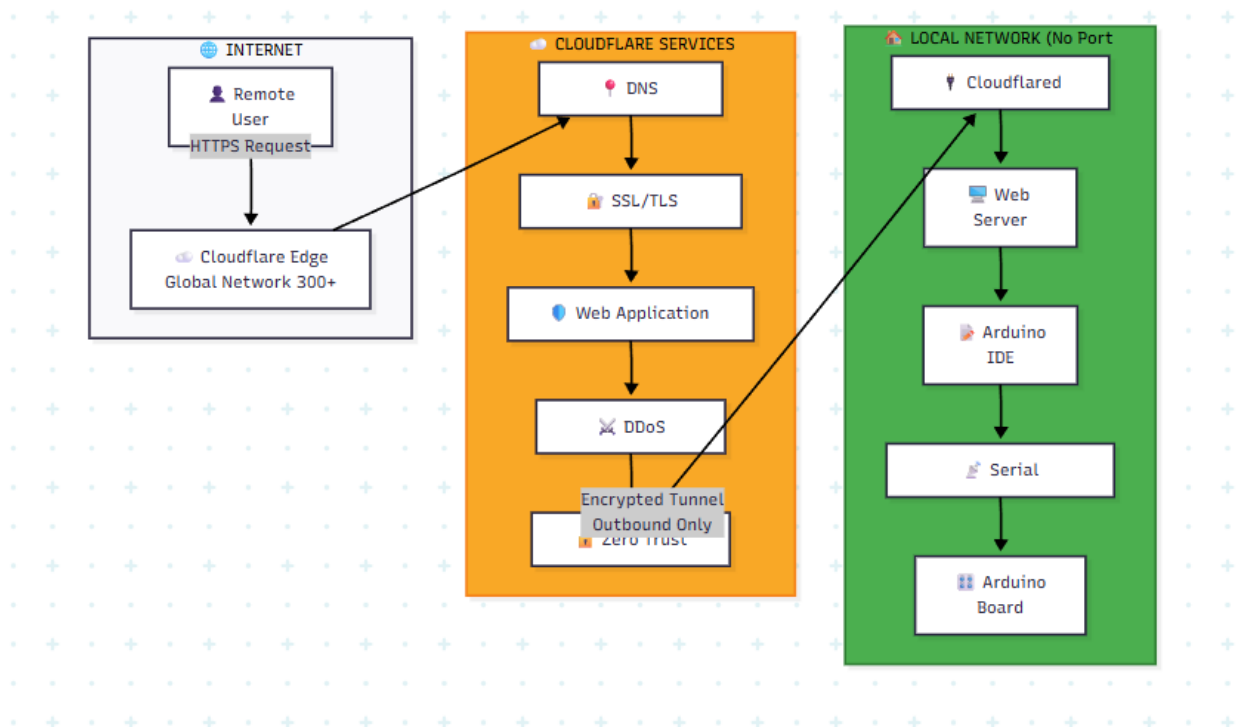 INTERNET
Remote
User
HTTPS Request
Cloudflare Edge
Global Network 300+
CLOUDFLARE SERVICES
DNS
SSL/TLS
Web Application
DDoS
Encrypted Tunnel
Outbound Only
Zero Trust
LOCAL NETWORK (No Port
Cloudflared
Web
Server
Arduino
IDE
Serial
Arduino
Board